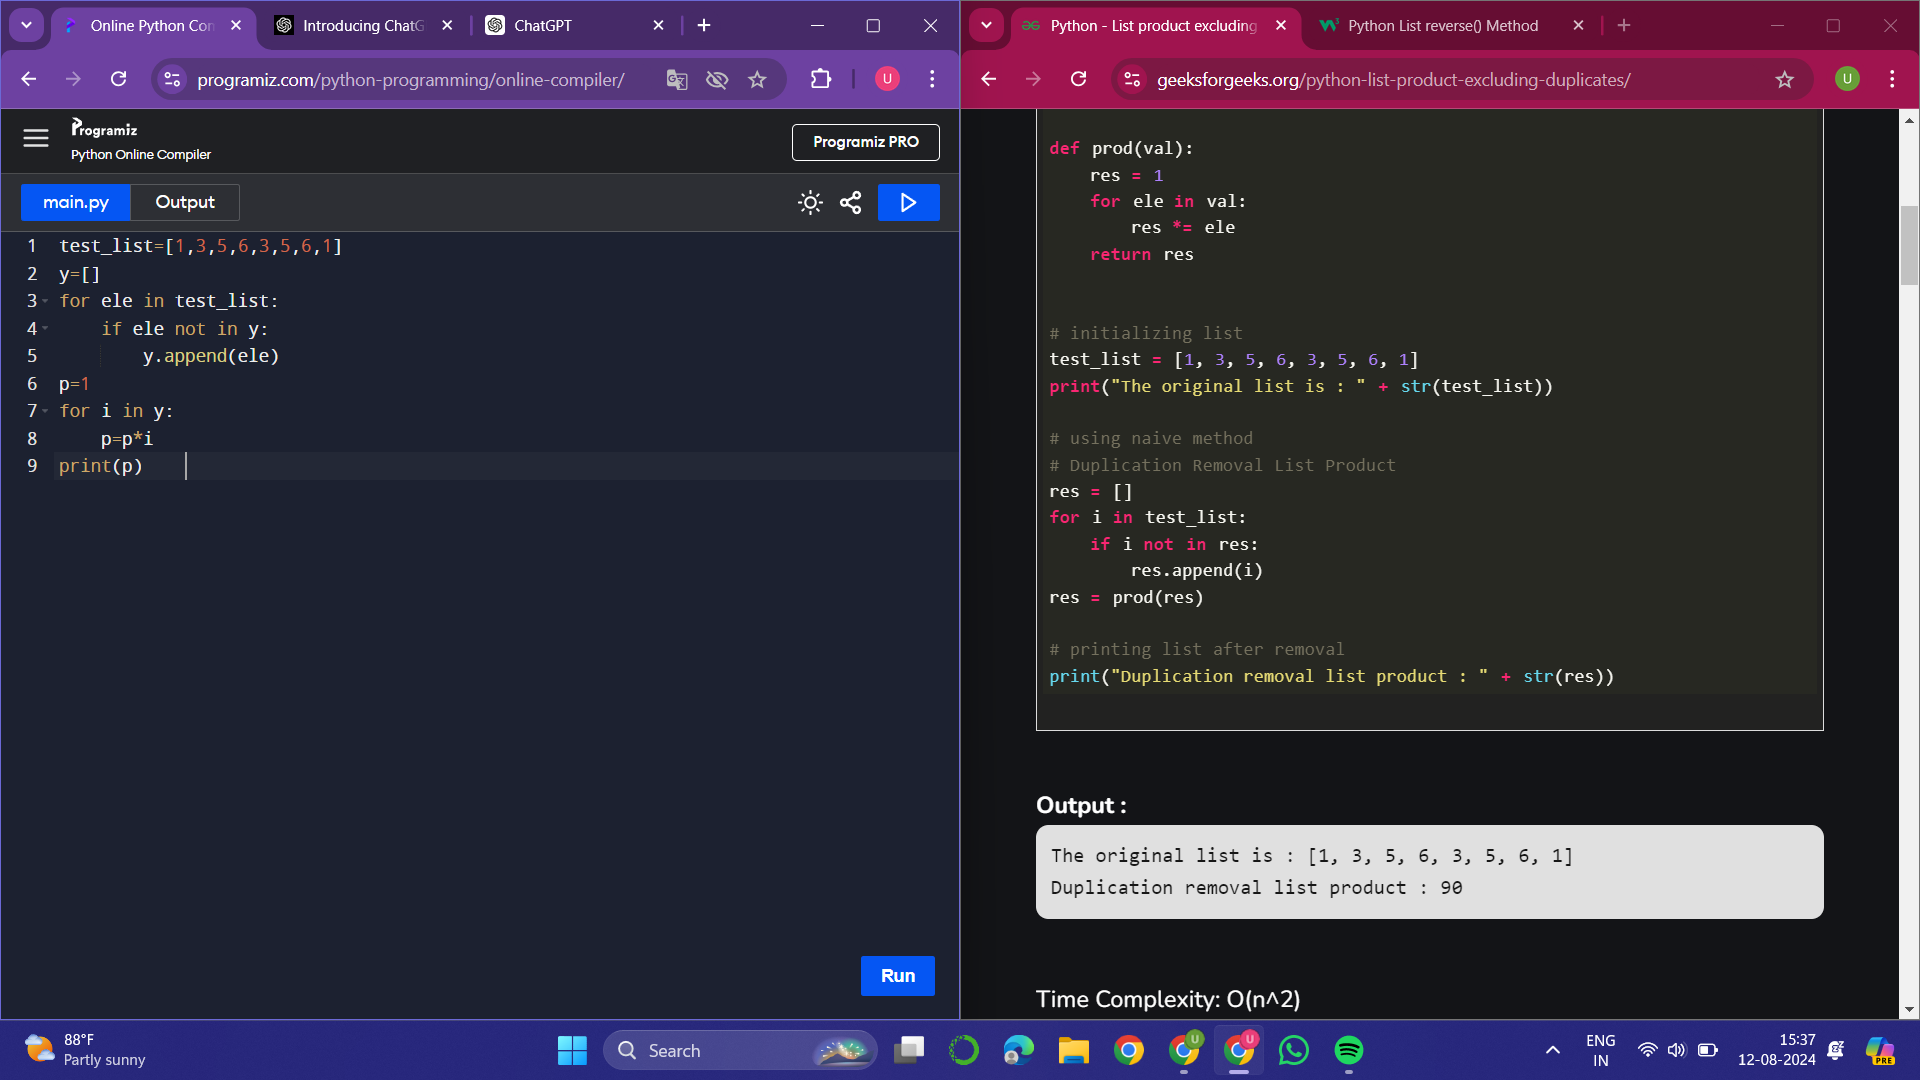 Online Python Con
Introducing ChatG
ChatGPT
programiz.com/python-programming/online-compiler/
U
Programiz
Python Online Compiler
Programiz PRO
main.py
Output
1 test_list=[1,3,5,6,3,5,6,1]
2 y=[]
3 for ele in test_list:
4 if ele not in y:
5 y.append(ele)
6 p=1
7 for i in y:
8 p=p*i
9 print(p)
Run
Python - List product excluding
Python List reverse() Method
geeksforgeeks.org/python-list-product-excluding-duplicates/
U
def prod(val):
res = 1
for ele in val:
res *= ele
return res
# initializing list
test_list = [1, 3, 5, 6, 3, 5, 6, 1]
print("The original list is : " + str(test_list))
# using naive method
# Duplication Removal List Product
res = []
for i in test_list:
if i not in res:
res.append(i)
res = prod(res)
# printing list after removal
print("Duplication removal list product : " + str(res))
Output :
The original list is : [1, 3, 5, 6, 3, 5, 6, 1]
Duplication removal list product : 90
Time Complexity: O(n^2)
88°F
Partly sunny
Search
U
U
ENG
IN
15:37
12-08-2024
PRE